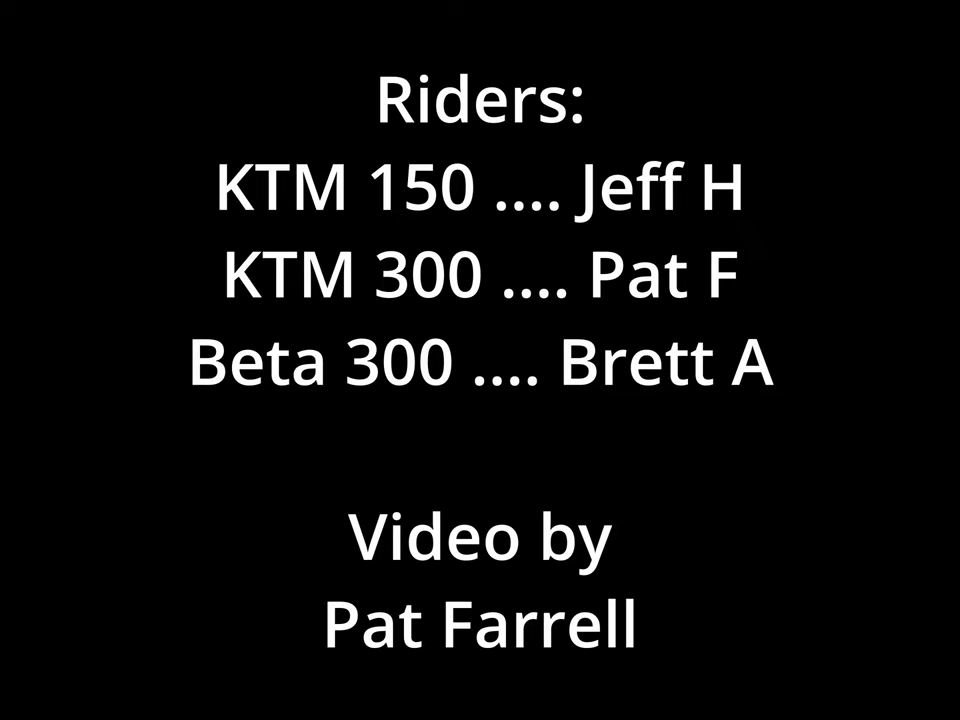 Riders:
KTM 150 .... Jeff H
KTM 300 .... Pat F
Beta 300 .... Brett A
Video by
Pat Farrell